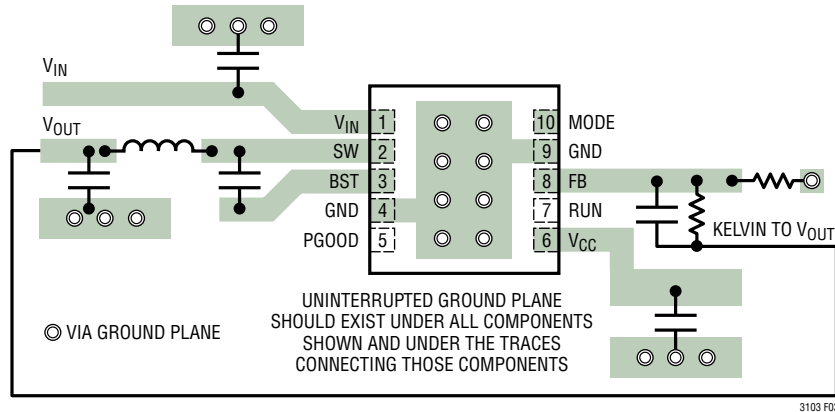 VIN
VOUT
VIN 1
SW 2
BST 3
GND 4
PGOOD 5
10 MODE
9 GND
8 FB
7 RUN
6 VCC
KELVIN TO VOUT
VIA GROUND PLANE
UNINTERRUPTED GROUND PLANE
SHOULD EXIST UNDER ALL COMPONENTS
SHOWN AND UNDER THE TRACES
CONNECTING THOSE COMPONENTS